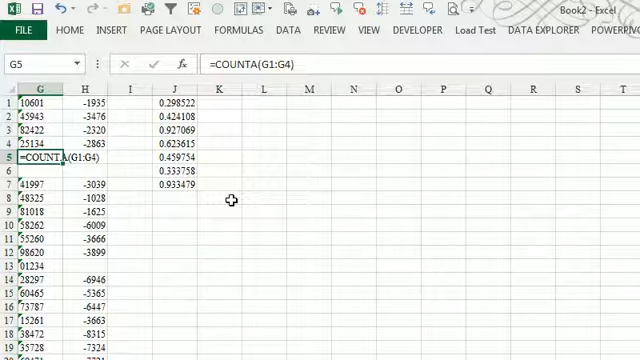 Book2 - Excel
FILE HOME INSERT PAGE LAYOUT FORMULAS DATA REVIEW VIEW DEVELOPER Load Test DATA EXPLORER POWERPI
G5 fx =COUNTA(G1:G4)
G H I J K L M N O P Q R S T
1 10601 -1935 0.298522
2 45943 -3476 0.424108
3 82422 -2320 0.927069
4 25134 -2863 0.623615
5 =COUNTA(G1:G4) 0.459754
6 0.333758
7 41997 -3039 0.933479
8 48325 -1028
9 81018 -1625
10 58262 -6009
11 55260 -3666
12 98620 -3899
13 01234
14 28297 -6946
15 60465 -5365
16 73787 -6447
17 15261 -3663
18 38472 -8315
19 35728 -7324
20